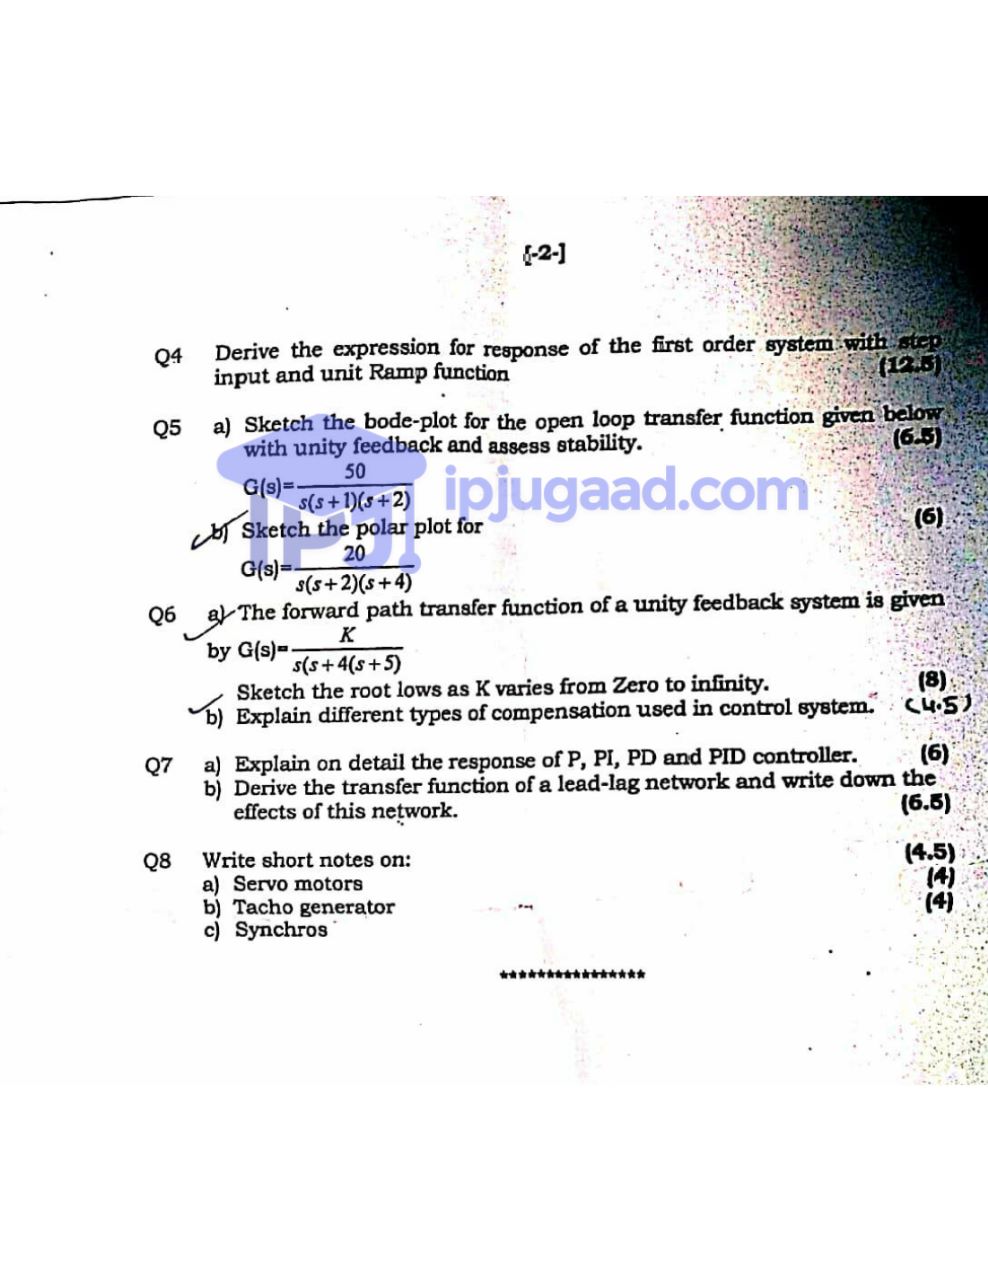 [-2-]
Q4 Derive the expression for response of the first order system with step (12.5)
input and unit Ramp function
Q5 a) Sketch the bode-plot for the open loop transfer function given below (6.5)
with unity feedback and assess stability.
G(s)= 50 / s(s+1)(s+2)
ipjugaad.com
IPJ
b) Sketch the polar plot for (6)
G(s)= 20 / s(s+2)(s+4)
Q6 a) The forward path transfer function of a unity feedback system is given
by G(s)= K / s(s+4(s+5)
Sketch the root lows as K varies from Zero to infinity. (8)
b) Explain different types of compensation used in control system. (4.5)
Q7 a) Explain on detail the response of P, PI, PD and PID controller. (6)
b) Derive the transfer function of a lead-lag network and write down the
effects of this network. (6.5)
Q8 Write short notes on: (4.5)
a) Servo motors (4)
b) Tacho generator (4)
c) Synchros
****************